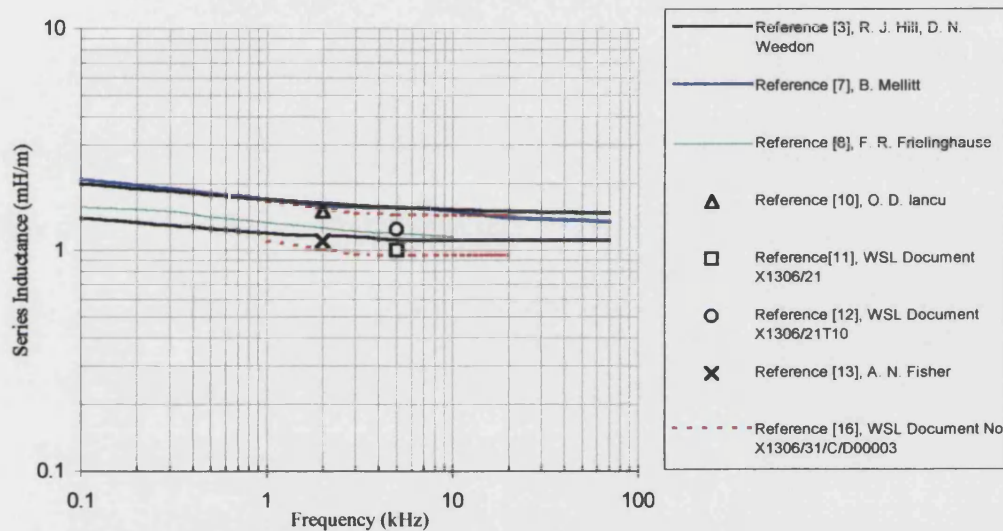 10
1
0.1
Series Inductance (mH/m)
0.1
1
10
100
Frequency (kHz)
Reference [3], R. J. Hill, D. N.
Weedon
Reference [7], B. Mellitt
Reference [8], F. R. Frielinghause
Reference [10], O. D. Iancu
Reference[11], WSL Document
X1306/21
Reference [12], WSL Document
X1306/21T10
Reference [13], A. N. Fisher
Reference [16], WSL Document No
X1306/31/C/D00003